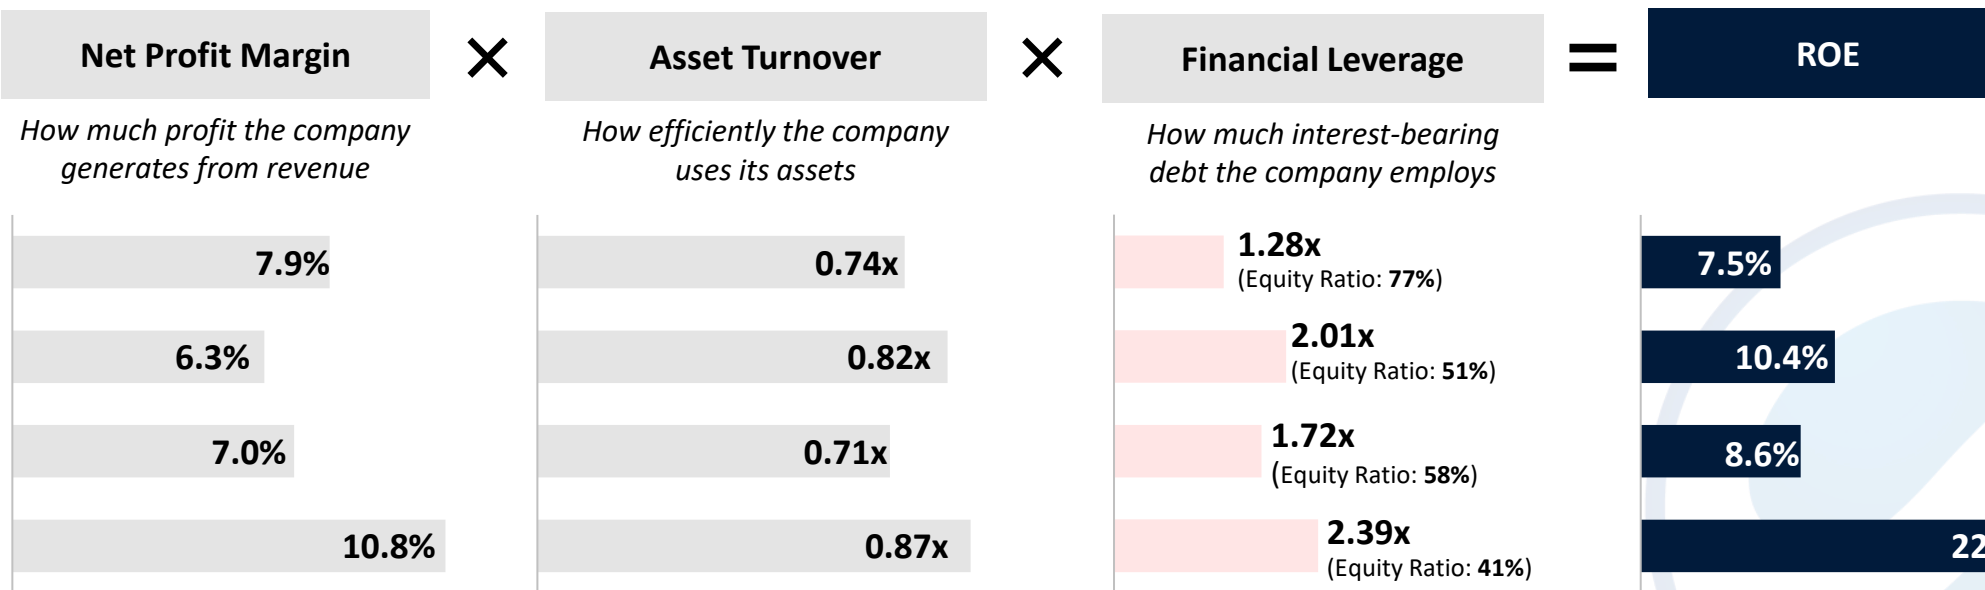 Net Profit Margin
×
Asset Turnover
×
Financial Leverage
=
ROE
How much profit the company
generates from revenue
How efficiently the company
uses its assets
How much interest-bearing
debt the company employs
7.9%
0.74x
1.28x
(Equity Ratio: 77%)
7.5%
6.3%
0.82x
2.01x
(Equity Ratio: 51%)
10.4%
7.0%
0.71x
1.72x
(Equity Ratio: 58%)
8.6%
10.8%
0.87x
2.39x
(Equity Ratio: 41%)
22